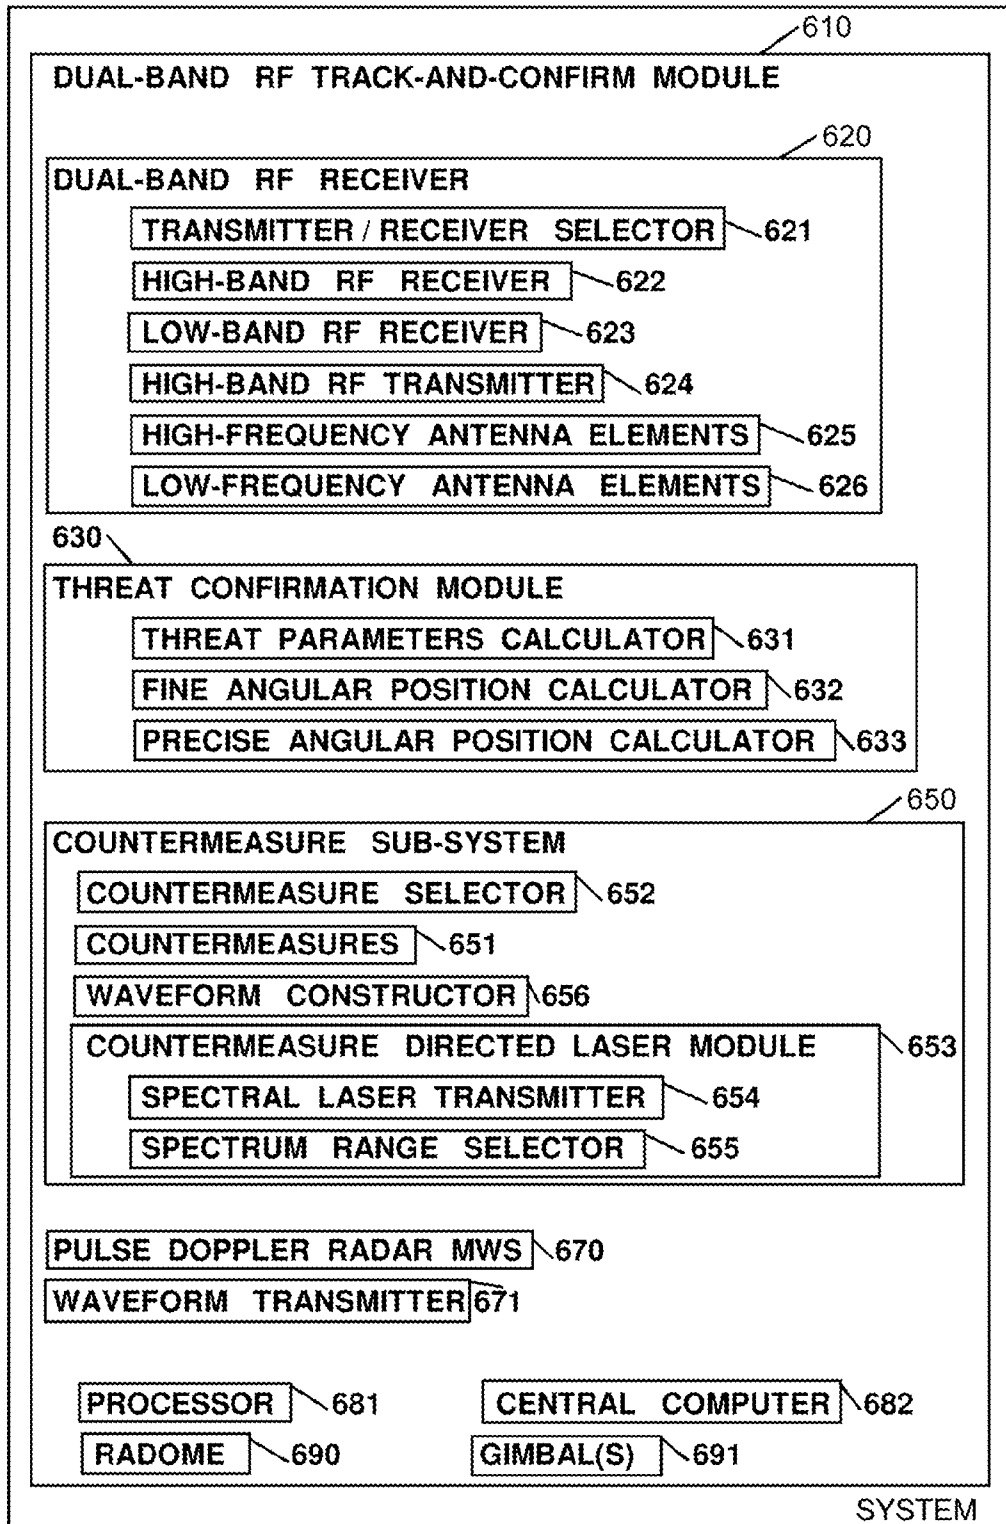 610
DUAL-BAND RF TRACK-AND-CONFIRM MODULE
620
DUAL-BAND RF RECEIVER
TRANSMITTER / RECEIVER SELECTOR 621
HIGH-BAND RF RECEIVER 622
LOW-BAND RF RECEIVER 623
HIGH-BAND RF TRANSMITTER 624
HIGH-FREQUENCY ANTENNA ELEMENTS 625
LOW-FREQUENCY ANTENNA ELEMENTS 626
630
THREAT CONFIRMATION MODULE
THREAT PARAMETERS CALCULATOR 631
FINE ANGULAR POSITION CALCULATOR 632
PRECISE ANGULAR POSITION CALCULATOR 633
650
COUNTERMEASURE SUB-SYSTEM
COUNTERMEASURE SELECTOR 652
COUNTERMEASURES 651
WAVEFORM CONSTRUCTOR 656
COUNTERMEASURE DIRECTED LASER MODULE 653
SPECTRAL LASER TRANSMITTER 654
SPECTRUM RANGE SELECTOR 655
PULSE DOPPLER RADAR MWS 670
WAVEFORM TRANSMITTER 671
PROCESSOR 681 CENTRAL COMPUTER 682
RADOME 690 GIMBAL(S) 691
SYSTEM